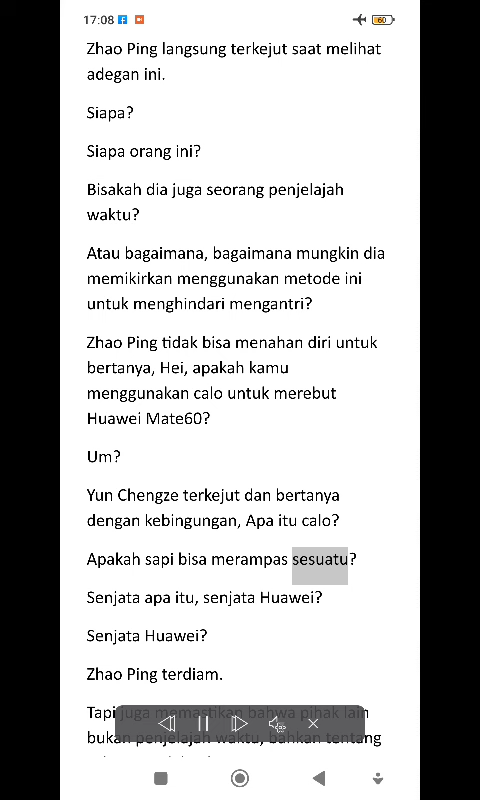 17:08
60
Zhao Ping langsung terkejut saat melihat
adegan ini.
Siapa?
Siapa orang ini?
Bisakah dia juga seorang penjelajah
waktu?
Atau bagaimana, bagaimana mungkin dia
memikirkan menggunakan metode ini
untuk menghindari mengantri?
Zhao Ping tidak bisa menahan diri untuk
bertanya, Hei, apakah kamu
menggunakan calo untuk merebut
Huawei Mate60?
Um?
Yun Chengze terkejut dan bertanya
dengan kebingungan, Apa itu calo?
Apakah sapi bisa merampas sesuatu?
Senjata apa itu, senjata Huawei?
Senjata Huawei?
Zhao Ping terdiam.
Tapi juga memastikan bahwa pihak lain
bukan penjelajah waktu, bahkan tentang